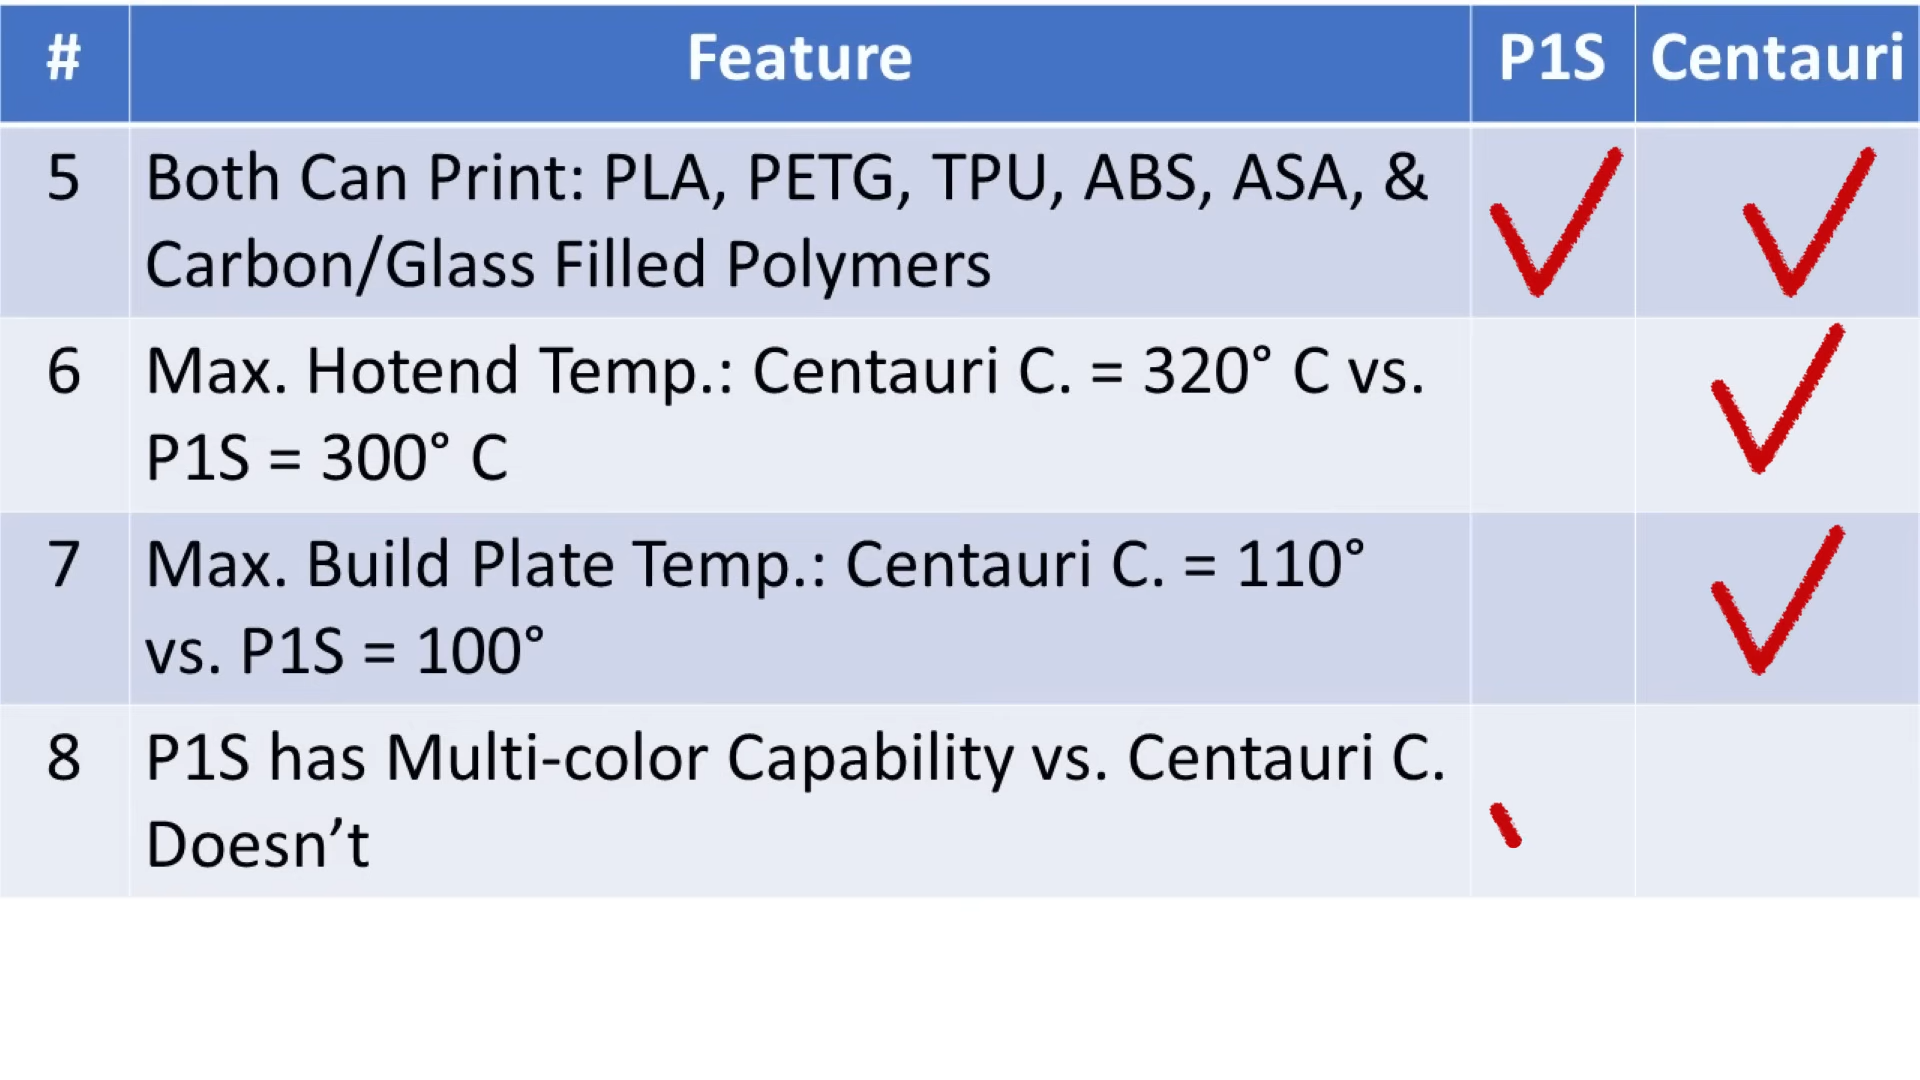 # Feature P1S Centauri
5 Both Can Print: PLA, PETG, TPU, ABS, ASA, &
Carbon/Glass Filled Polymers
6 Max. Hotend Temp.: Centauri C. = 320° C vs.
P1S = 300° C
7 Max. Build Plate Temp.: Centauri C. = 110°
vs. P1S = 100°
8 P1S has Multi-color Capability vs. Centauri C.
Doesn’t